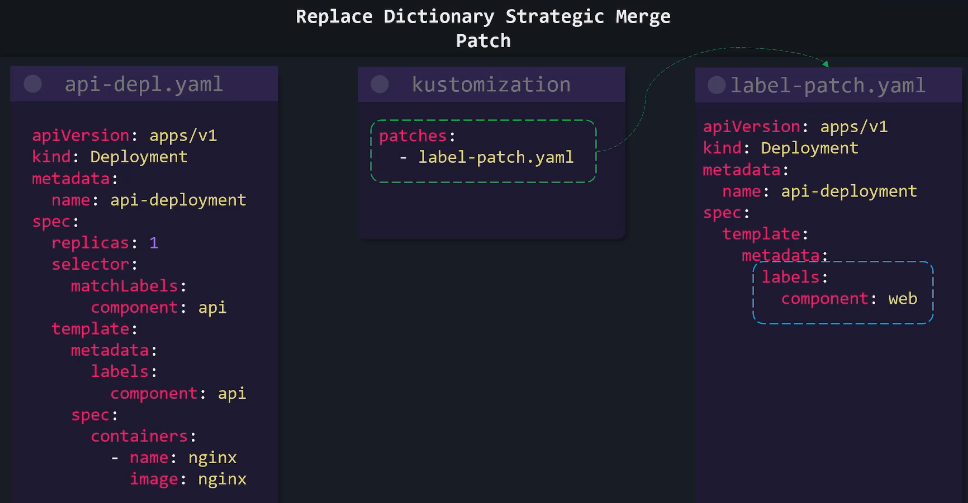 Replace Dictionary Strategic Merge
Patch
api-depl.yaml
apiVersion: apps/v1
kind: Deployment
metadata:
  name: api-deployment
spec:
  replicas: 1
  selector:
    matchLabels:
      component: api
  template:
    metadata:
      labels:
        component: api
    spec:
      containers:
        - name: nginx
          image: nginx
kustomization
patches:
  - label-patch.yaml
label-patch.yaml
apiVersion: apps/v1
kind: Deployment
metadata:
  name: api-deployment
spec:
  template:
    metadata:
      labels:
        component: web